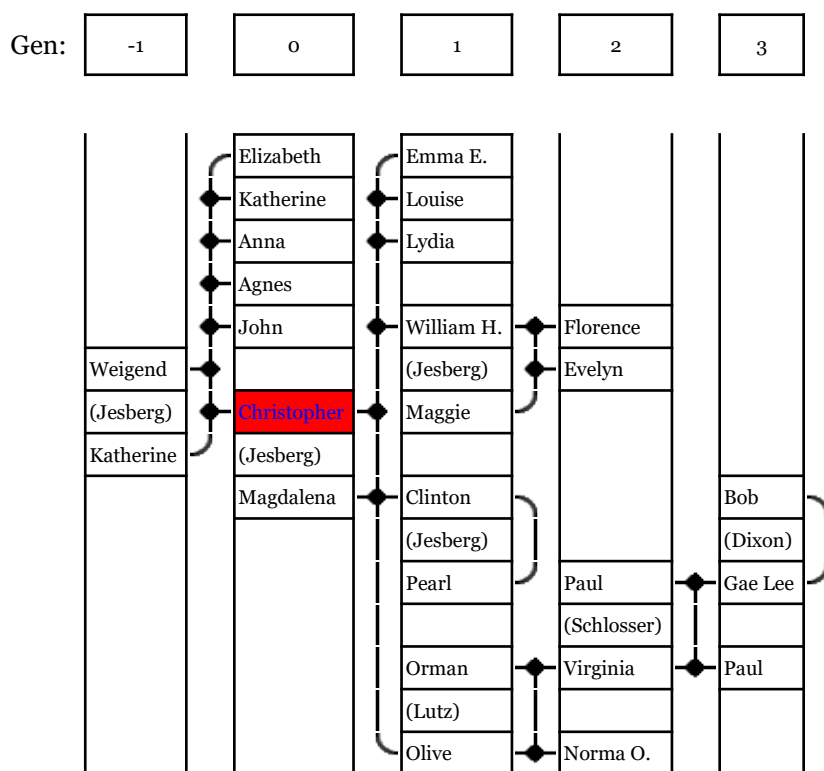 Gen: -1 0 1 2 3
Elizabeth Emma E.
Katherine Louise
Anna Lydia
Agnes
John William H. Florence
Weigend (Jesberg) Evelyn
(Jesberg) Christopher Maggie
Katherine (Jesberg)
Magdalena Clinton Bob
(Jesberg) (Dixon)
Pearl Paul Gae Lee
(Schlosser)
Orman Virginia Paul
(Lutz)
Olive Norma O.